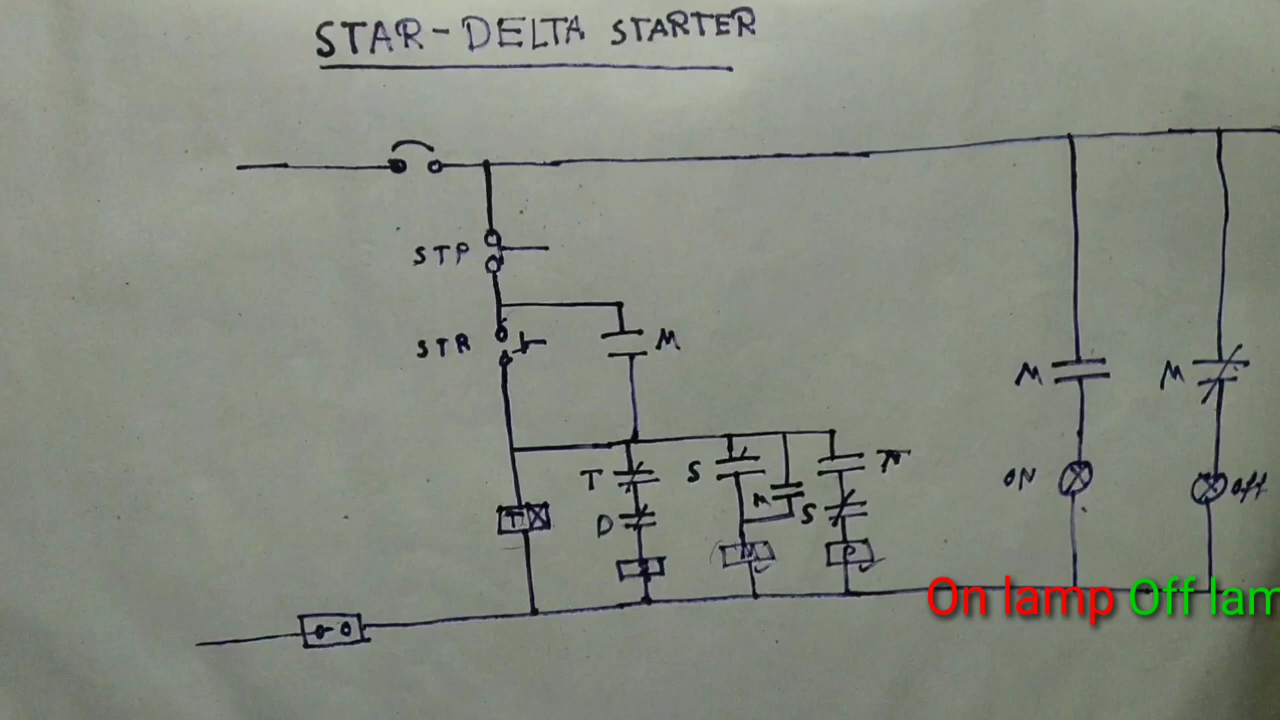 STAR-DELTA STARTER
STP
STR
M
M
M
T
S
D
S
ON
OFF
T
On lamp Off lam